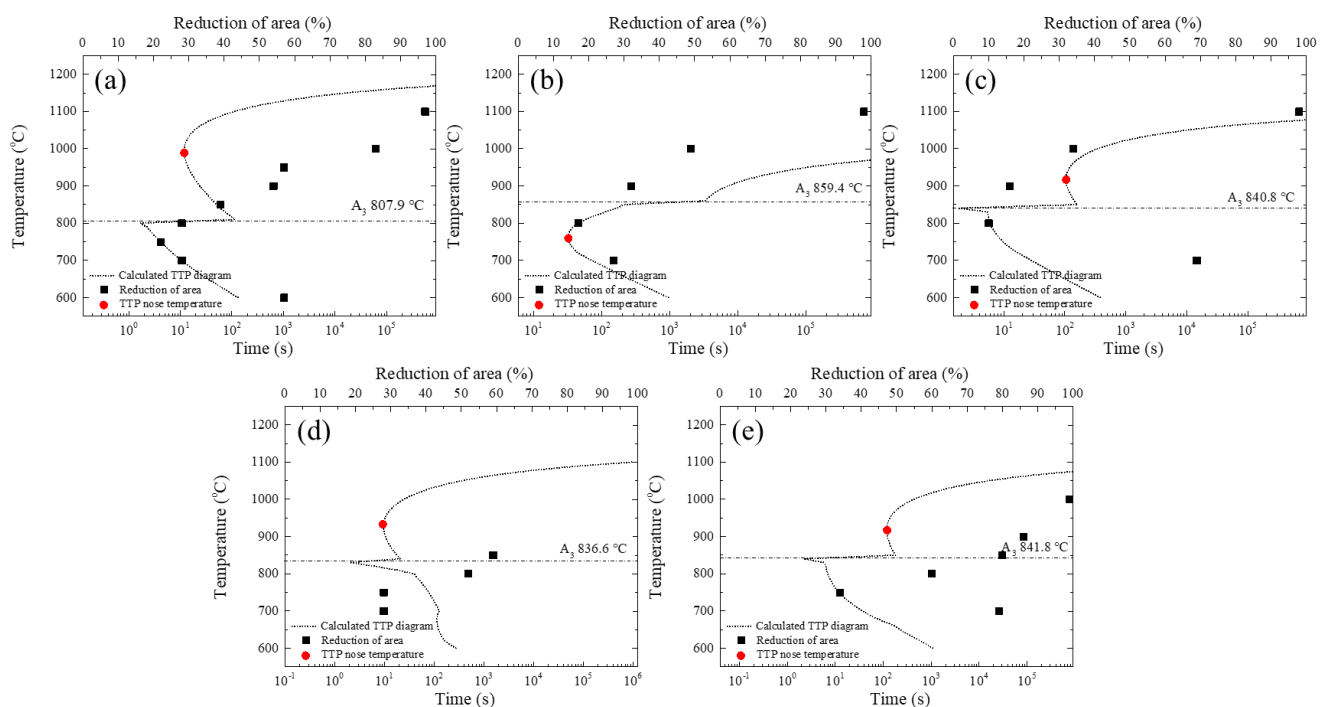 Reduction of area (%)
0 10 20 30 40 50 60 70 80 90 100
(a)
Temperature (°C)
1200
1100
1000
900
800
700
600
A3 807.9 °C
Calculated TTP diagram
Reduction of area
TTP nose temperature
10^0 10^1 10^2 10^3 10^4 10^5
Time (s)
Reduction of area (%)
0 10 20 30 40 50 60 70 80 90 100
(b)
Temperature (°C)
1200
1100
1000
900
800
700
600
A3 859.4 °C
Calculated TTP diagram
Reduction of area
TTP nose temperature
10^1 10^2 10^3 10^4 10^5
Time (s)
Reduction of area (%)
0 10 20 30 40 50 60 70 80 90 100
(c)
Temperature (°C)
1200
1100
1000
900
800
700
600
A3 840.8 °C
Calculated TTP diagram
Reduction of area
TTP nose temperature
10^1 10^2 10^3 10^4 10^5
Time (s)
Reduction of area (%)
0 10 20 30 40 50 60 70 80 90 100
(d)
Temperature (°C)
1200
1100
1000
900
800
700
600
A3 836.6 °C
Calculated TTP diagram
Reduction of area
TTP nose temperature
10^-1 10^0 10^1 10^2 10^3 10^4 10^5 10^6
Time (s)
Reduction of area (%)
0 10 20 30 40 50 60 70 80 90 100
(e)
Temperature (°C)
1200
1100
1000
900
800
700
600
A3 841.8 °C
Calculated TTP diagram
Reduction of area
TTP nose temperature
10^-1 10^0 10^1 10^2 10^3 10^4 10^5
Time (s)